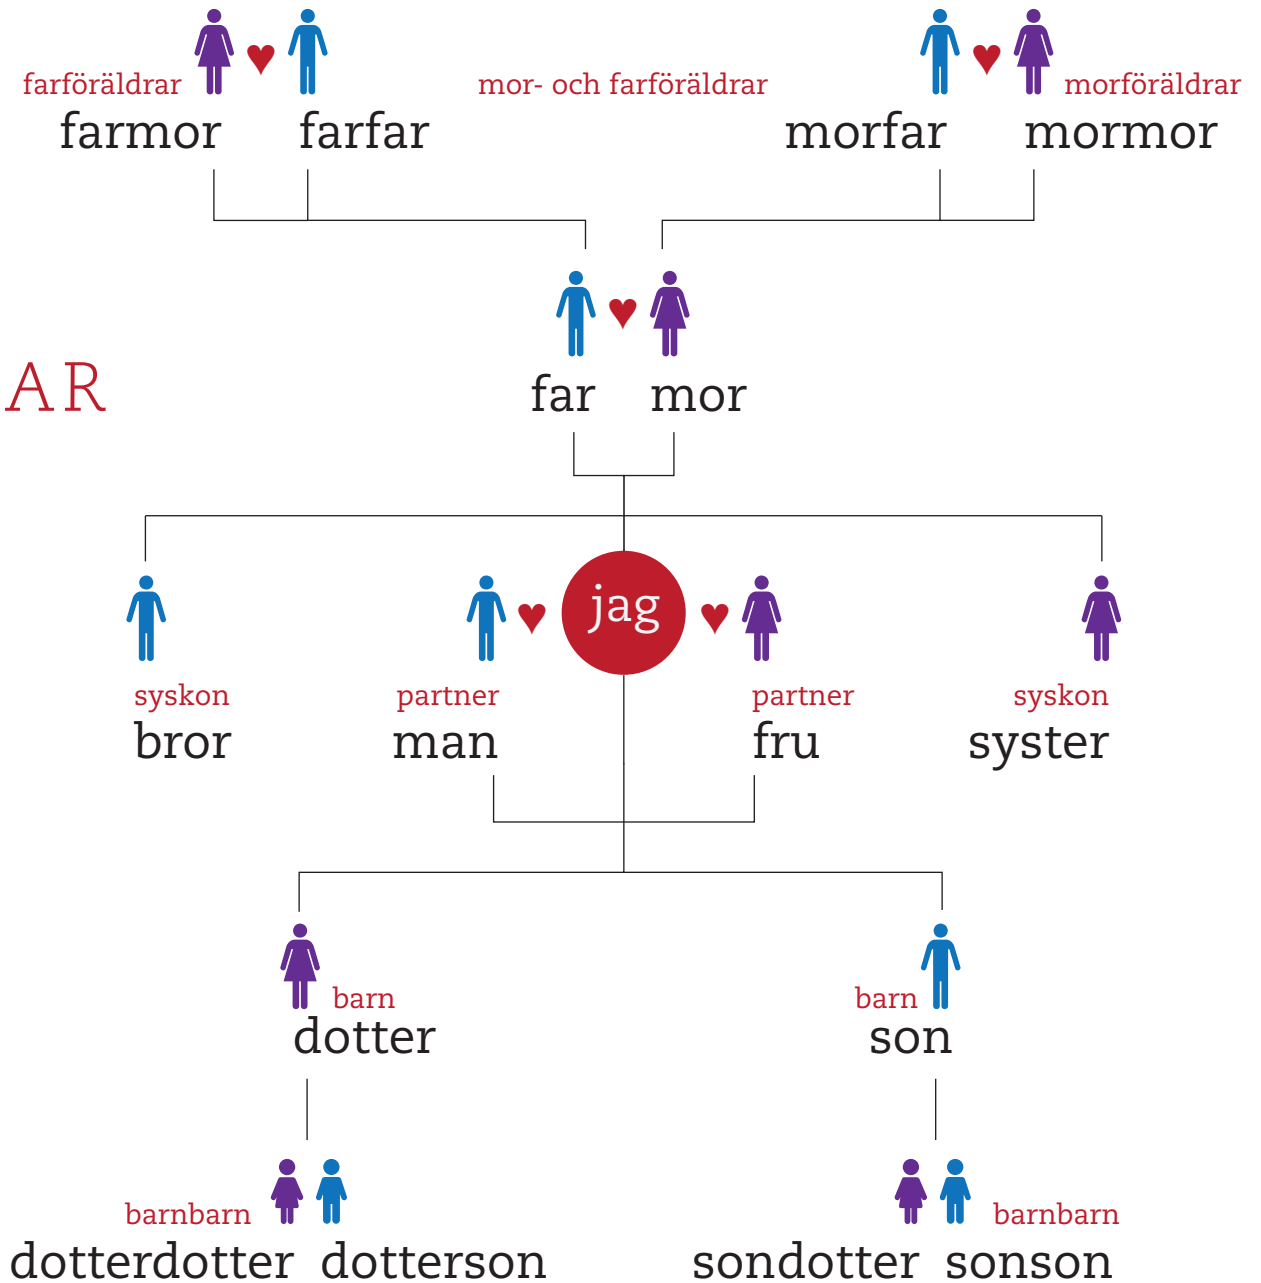 farföräldrar mor- och farföräldrar morföräldrar
farmor farfar morfar mormor
AR
far mor
jag
syskon partner partner syskon
bror man fru syster
barn barn
dotter son
barnbarn barnbarn
dotterdotter dotterson sondotter sonson